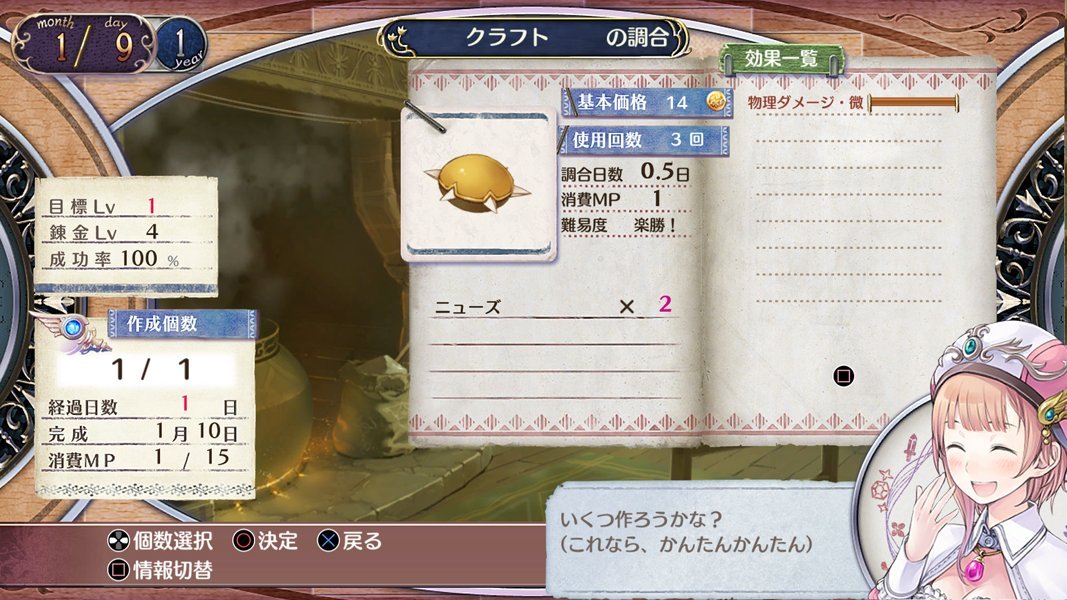 month day
1/ 9
1
year
クラフト の調合
効果一覧
基本価格 14
使用回数 3 回
調合日数 0.5日
消費MP 1
難易度 楽勝！
物理ダメージ・微
目標Lv 1
錬金Lv 4
成功率 100 %
ニューズ × 2
作成個数
1 / 1
経過日数 1 日
完成 1月10日
消費MP 1 / 15
個数選択 決定 戻る
情報切替
いくつ作ろうかな？
(これなら、かんたんかんたん)